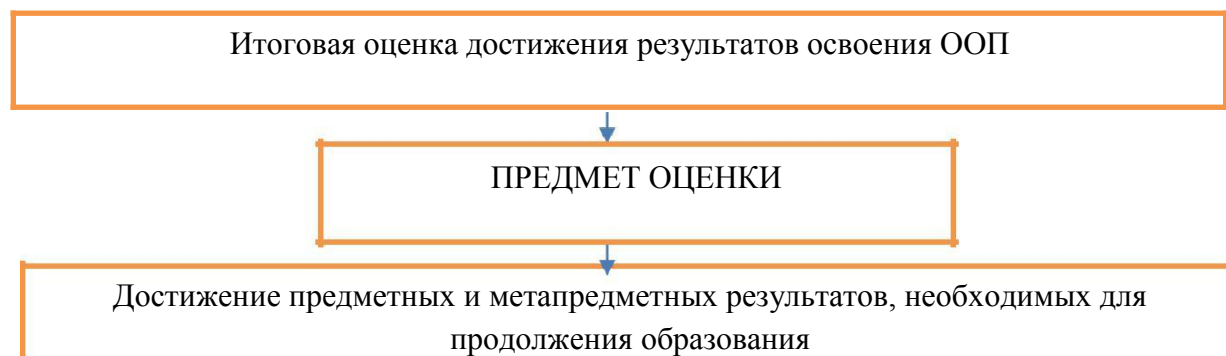 Итоговая оценка достижения результатов освоения ООП
ПРЕДМЕТ ОЦЕНКИ
Достижение предметных и метапредметных результатов, необходимых для
продолжения образования